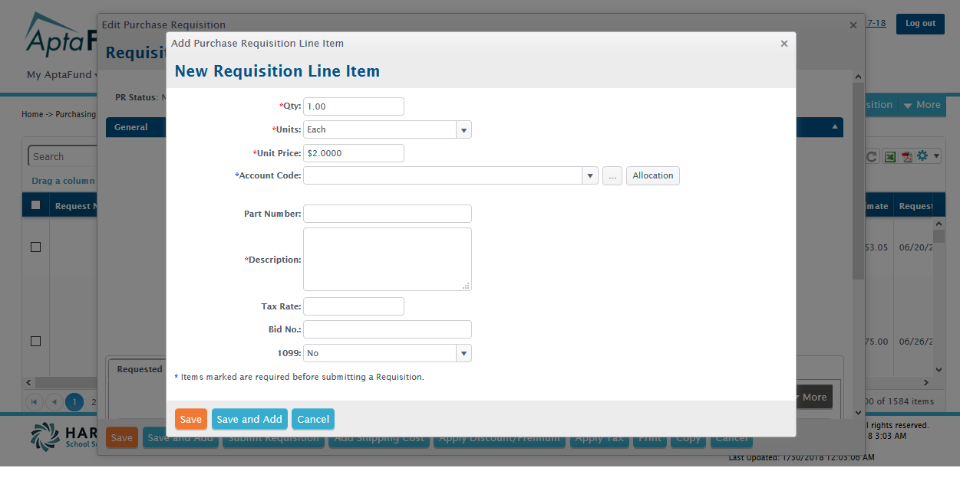 Edit Purchase Requisition ×
7-18 Log out
AptaF
Requisi
Add Purchase Requisition Line Item ×
New Requisition Line Item
My AptaFund
PR Status:
Home -> Purchasing
sition More
General
Search
Drag a column
Request
mate Reques
53.05 06/20/2
75.00 06/26/2
*Qty: 1.00
*Units: Each
*Unit Price: $2.0000
*Account Code: ... Allocation
Part Number:
*Description:
Tax Rate:
Bid No.:
1099: No
* Items marked are required before submitting a Requisition.
Save Save and Add Cancel
Requested
More
1 2
00 of 1584 items
HAR
School S
Save Save and Add Submit Requisition Add Shipping Cost Apply Discount/Premium Apply Tax Print Copy Cancel
l rights reserved.
8 3:03 AM
Last Updated: 1/30/2018 12:05:00 AM